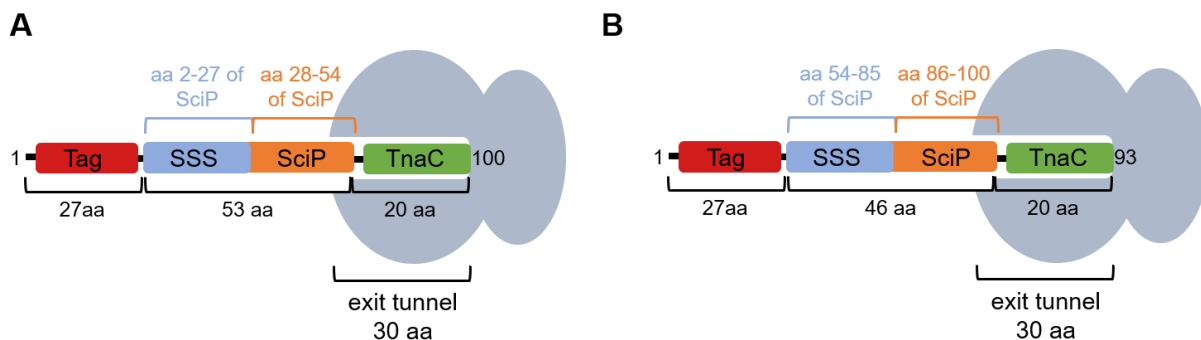 A
aa 2-27 of
SciP
aa 28-54
of SciP
1
Tag
SSS
SciP
TnaC
100
27aa
53 aa
20 aa
exit tunnel
30 aa
B
aa 54-85
of SciP
aa 86-100
of SciP
1
Tag
SSS
SciP
TnaC
93
27aa
46 aa
20 aa
exit tunnel
30 aa